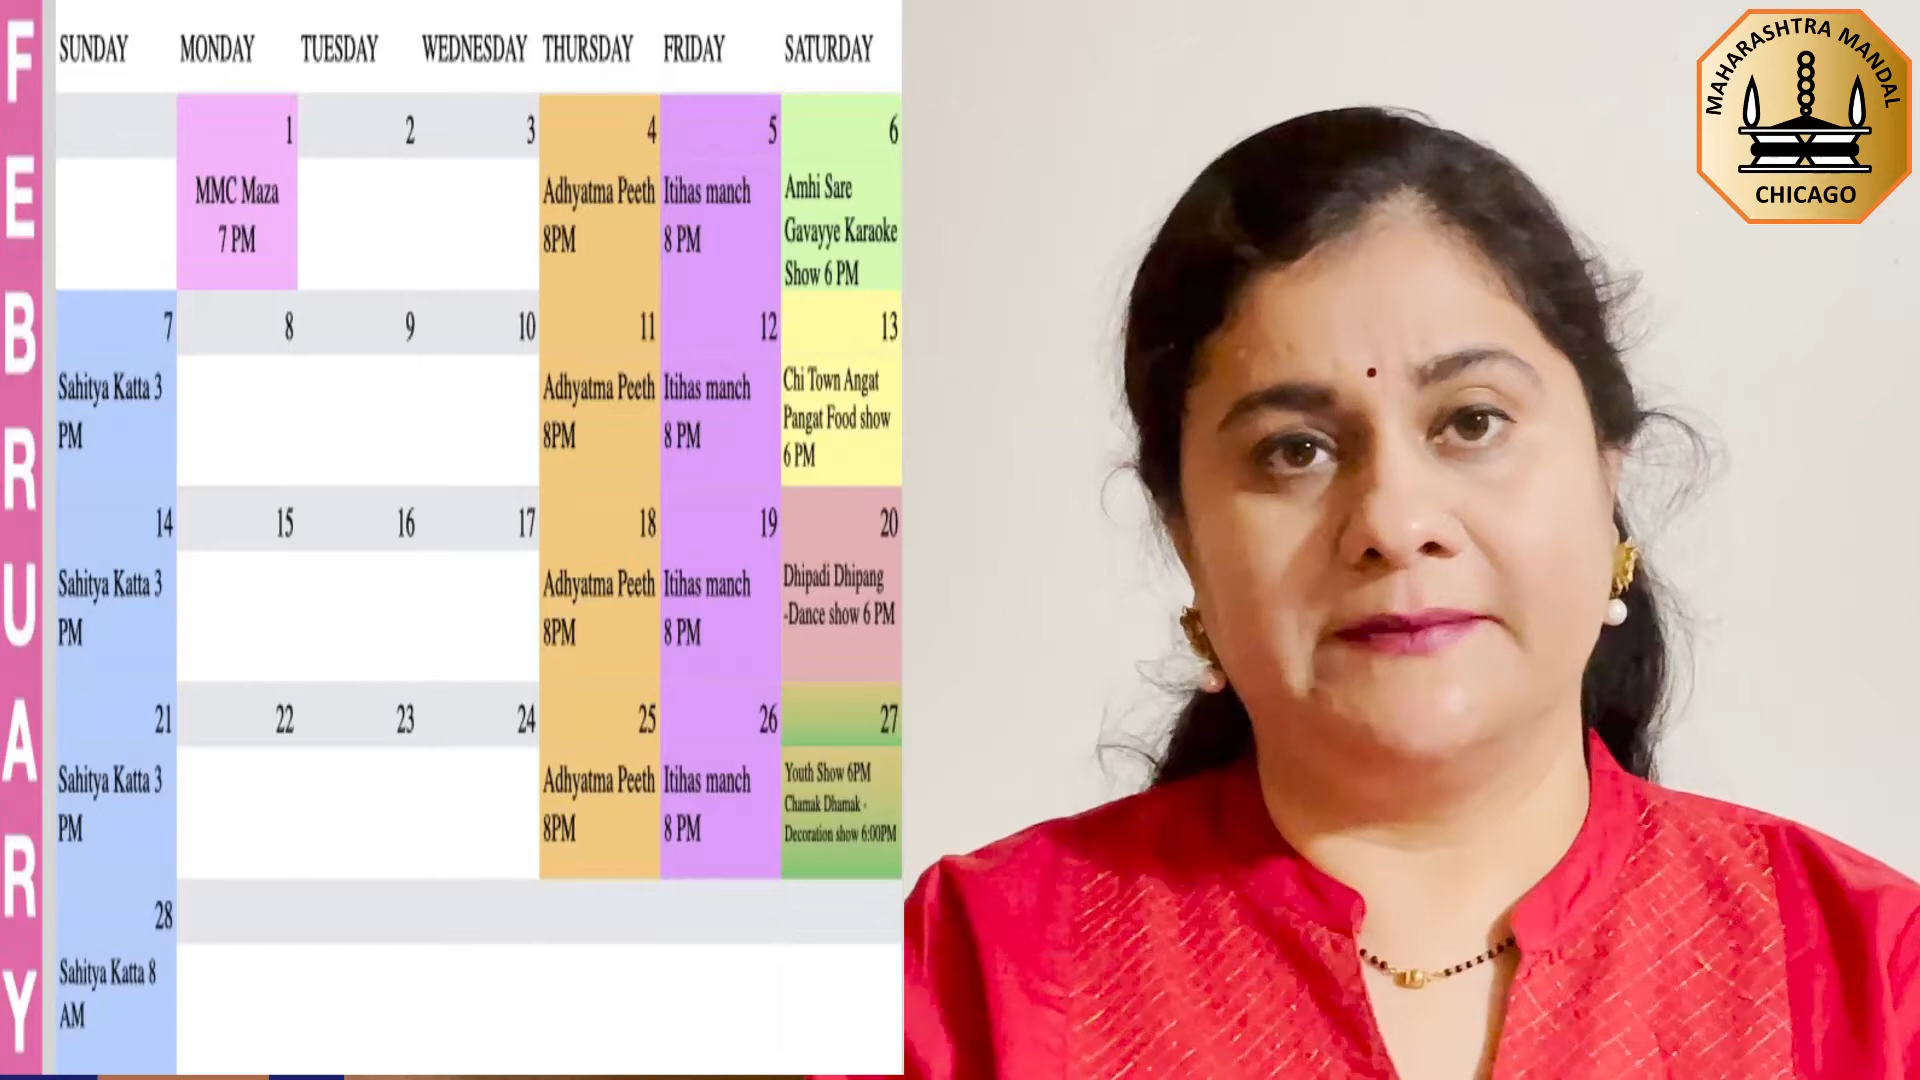 FEBRUARY
SUNDAY MONDAY TUESDAY WEDNESDAY THURSDAY FRIDAY SATURDAY
1 2 3 4 5 6
MMC Maza
7 PM
Adhyatma Peeth
8PM
Itihas manch
8 PM
Amhi Sare
Gavayye Karaoke
Show 6 PM
7 8 9 10 11 12 13
Sahitya Katta 3
PM
Adhyatma Peeth
8PM
Itihas manch
8 PM
Chi Town Angat
Pangat Food show
6 PM
14 15 16 17 18 19 20
Sahitya Katta 3
PM
Adhyatma Peeth
8PM
Itihas manch
8 PM
Dhipadi Dhipang
-Dance show 6 PM
21 22 23 24 25 26 27
Sahitya Katta 3
PM
Adhyatma Peeth
8PM
Itihas manch
8 PM
Youth Show 6PM
Chamak Dhamak -
Decoration show 6:00PM
28
Sahitya Katta 8
AM
MAHARASHTRA MANDAL
CHICAGO